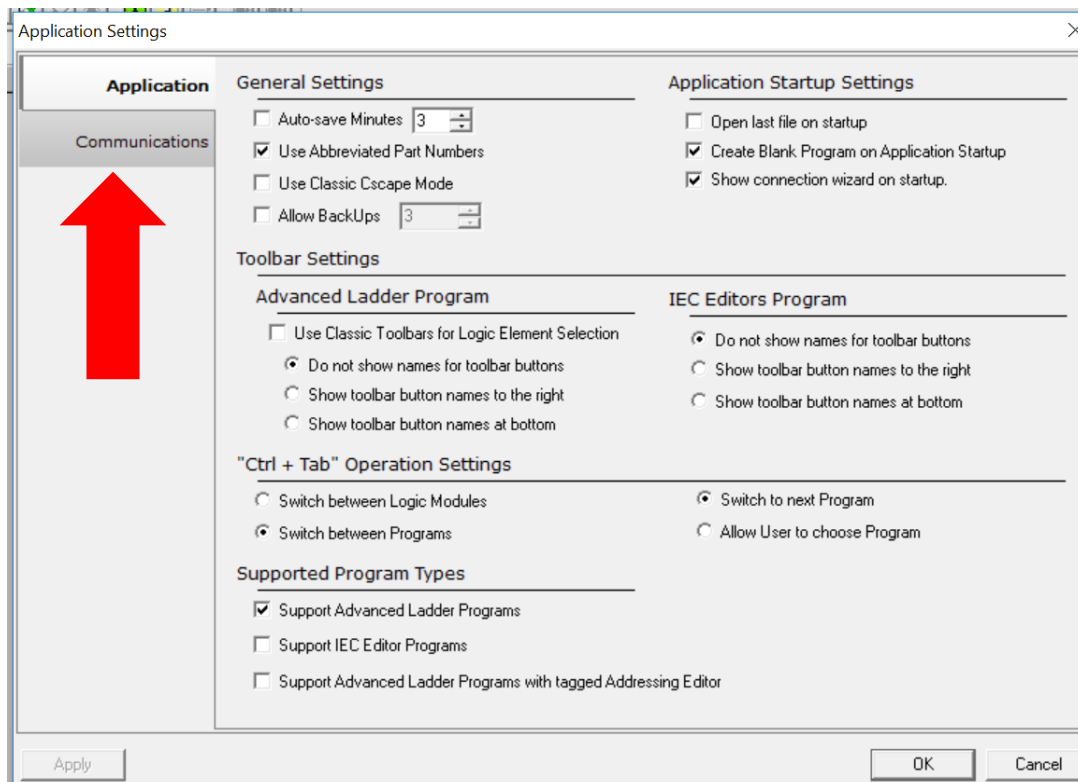 Application Settings
Application
Communications
General Settings
Auto-save Minutes 3
Use Abbreviated Part Numbers
Use Classic Cscape Mode
Allow BackUps 3
Application Startup Settings
Open last file on startup
Create Blank Program on Application Startup
Show connection wizard on startup.
Toolbar Settings
Advanced Ladder Program
Use Classic Toolbars for Logic Element Selection
Do not show names for toolbar buttons
Show toolbar button names to the right
Show toolbar button names at bottom
IEC Editors Program
Do not show names for toolbar buttons
Show toolbar button names to the right
Show toolbar button names at bottom
"Ctrl + Tab" Operation Settings
Switch between Logic Modules
Switch between Programs
Switch to next Program
Allow User to choose Program
Supported Program Types
Support Advanced Ladder Programs
Support IEC Editor Programs
Support Advanced Ladder Programs with tagged Addressing Editor
Apply
OK
Cancel